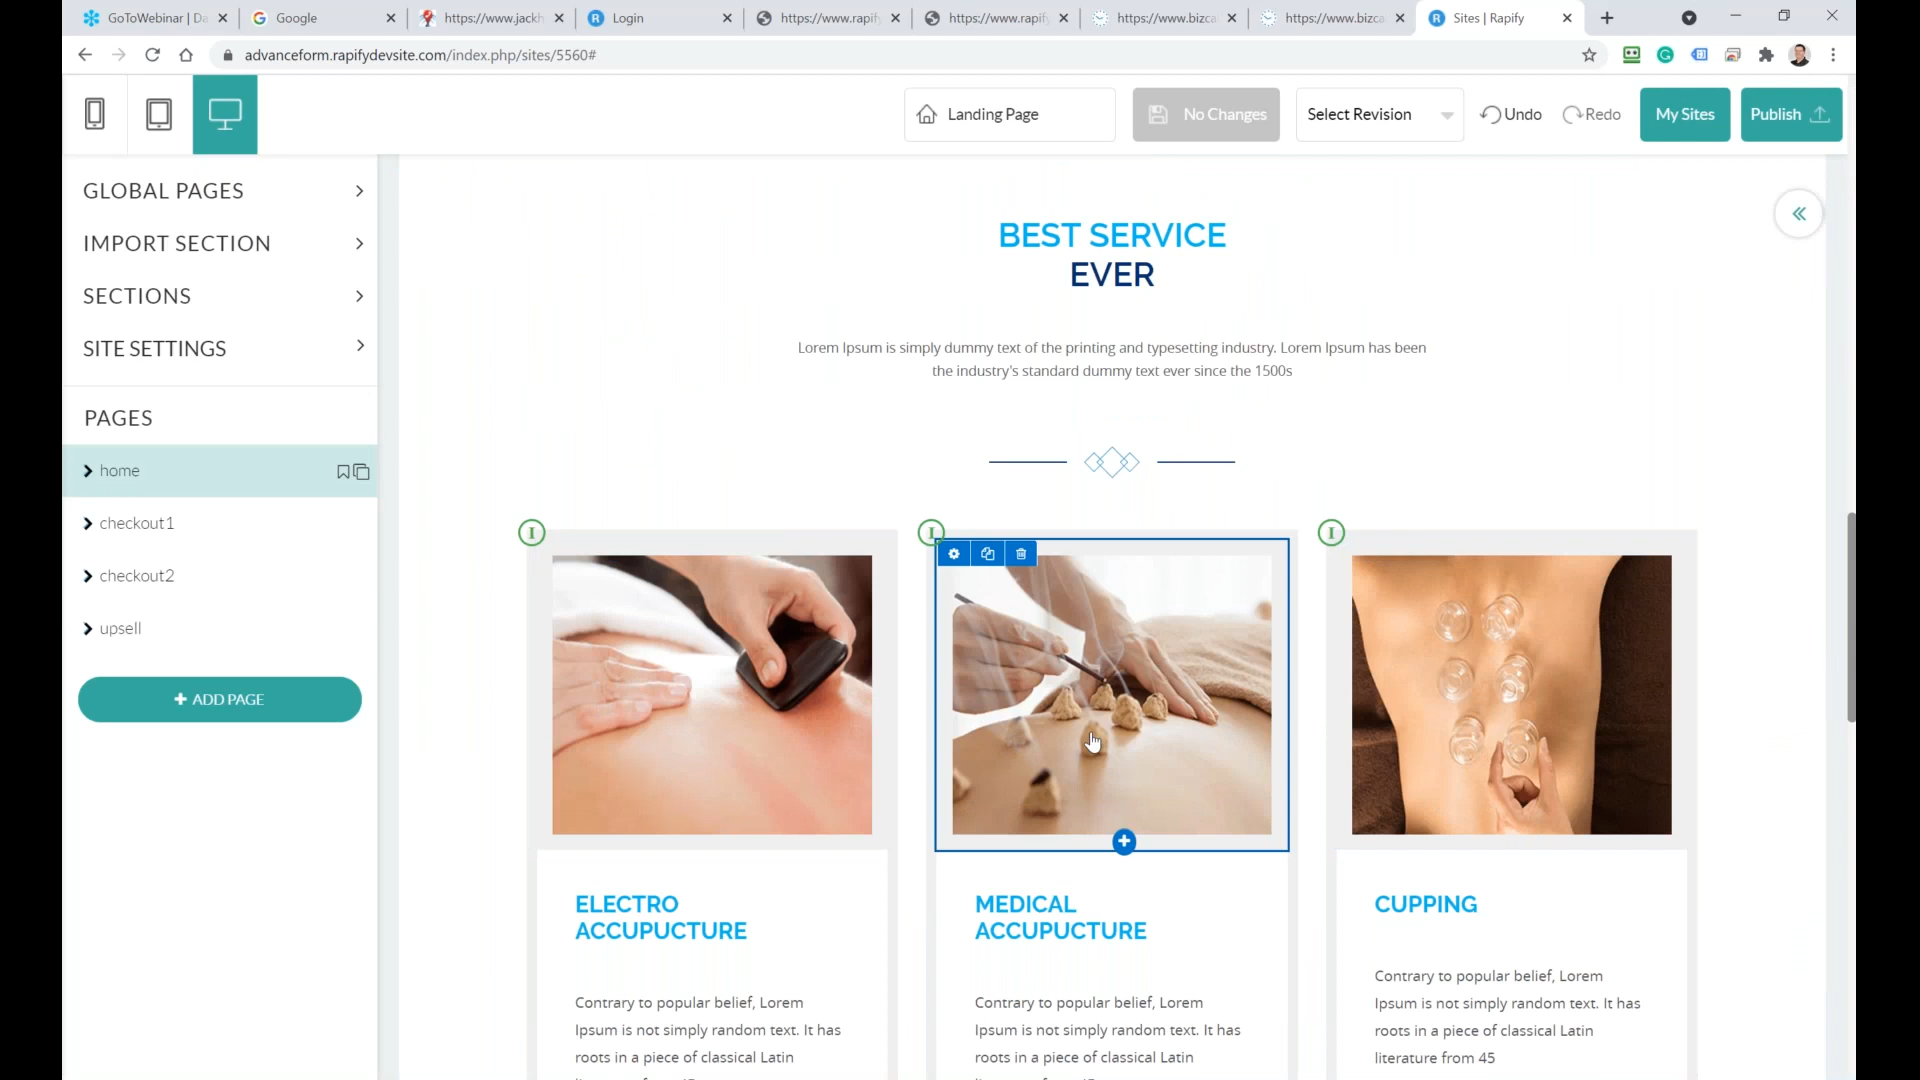 GoToWebinar | Da
Google
https://www.jackh
Login
https://www.rapify
https://www.rapify
https://www.bizca
https://www.bizca
Sites | Rapify
advanceform.rapifydevsite.com/index.php/sites/5560#
Landing Page
No Changes
Select Revision
Undo
Redo
My Sites
Publish
GLOBAL PAGES
IMPORT SECTION
SECTIONS
SITE SETTINGS
PAGES
home
checkout1
checkout2
upsell
+ ADD PAGE
BEST SERVICE
EVER
Lorem Ipsum is simply dummy text of the printing and typesetting industry. Lorem Ipsum has been
the industry's standard dummy text ever since the 1500s
I
I
I
ELECTRO
ACCUPUCTURE
Contrary to popular belief, Lorem
Ipsum is not simply random text. It has
roots in a piece of classical Latin
MEDICAL
ACCUPUCTURE
Contrary to popular belief, Lorem
Ipsum is not simply random text. It has
roots in a piece of classical Latin
CUPPING
Contrary to popular belief, Lorem
Ipsum is not simply random text. It has
roots in a piece of classical Latin
literature from 45